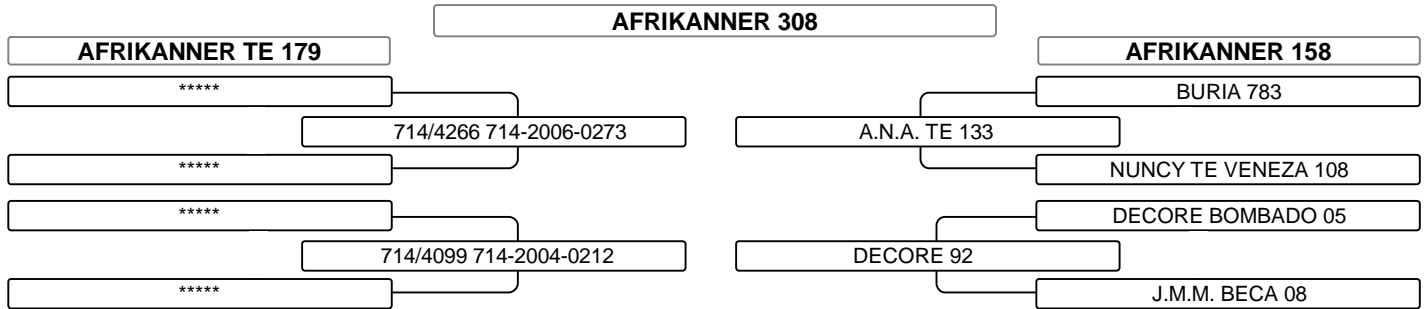 AFRIKANNER 308
AFRIKANNER TE 179
AFRIKANNER 158
*****
BURIA 783
714/4266 714-2006-0273
A.N.A. TE 133
*****
NUNCY TE VENEZA 108
*****
DECORE BOMBADO 05
714/4099 714-2004-0212
DECORE 92
*****
J.M.M. BECA 08